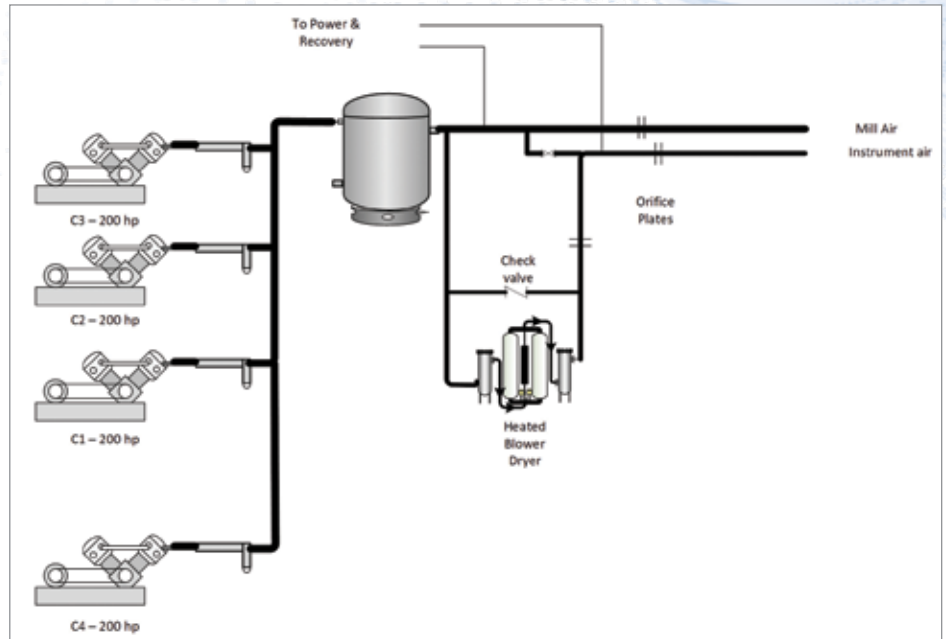 To Power &
Recovery
Mill Air
Instrument air
C3 – 200 hp
Orifice
Plates
Check
valve
C2 – 200 hp
C1 – 200 hp
Heated
Blower
Dryer
C4 – 200 hp